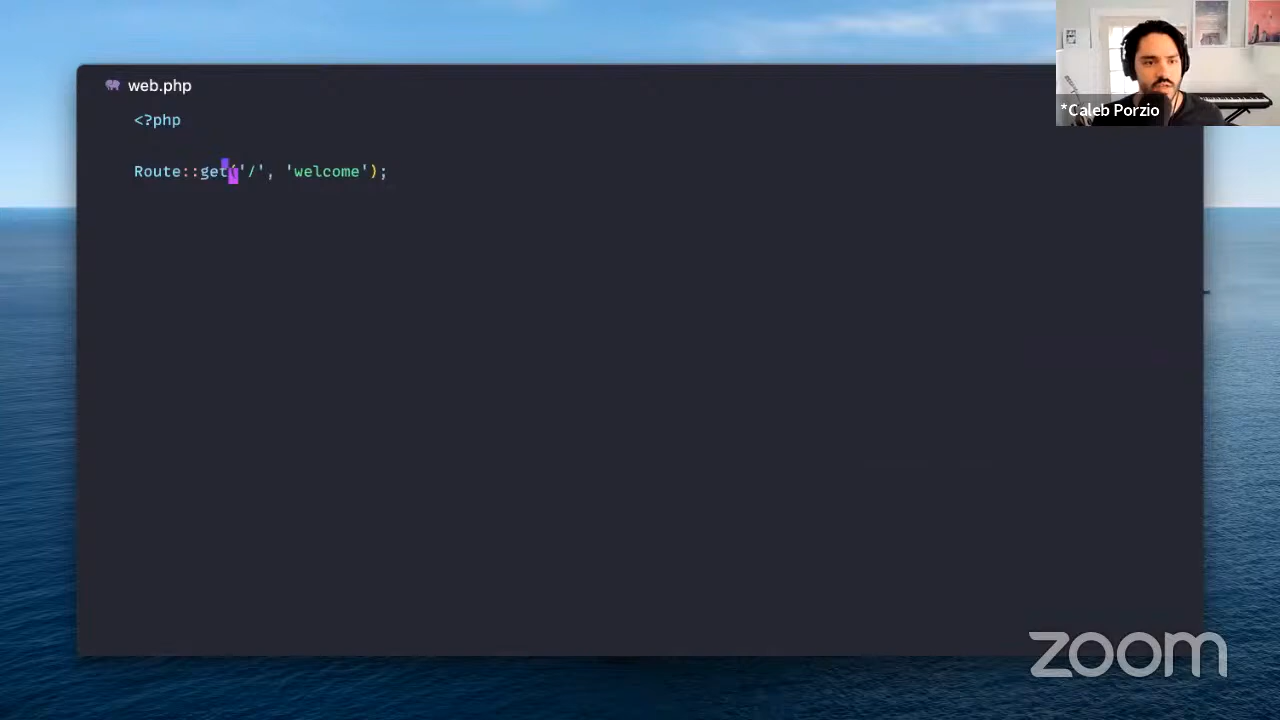 web.php
*Caleb Porzio
<?php
Route::get('/', 'welcome');
zoom